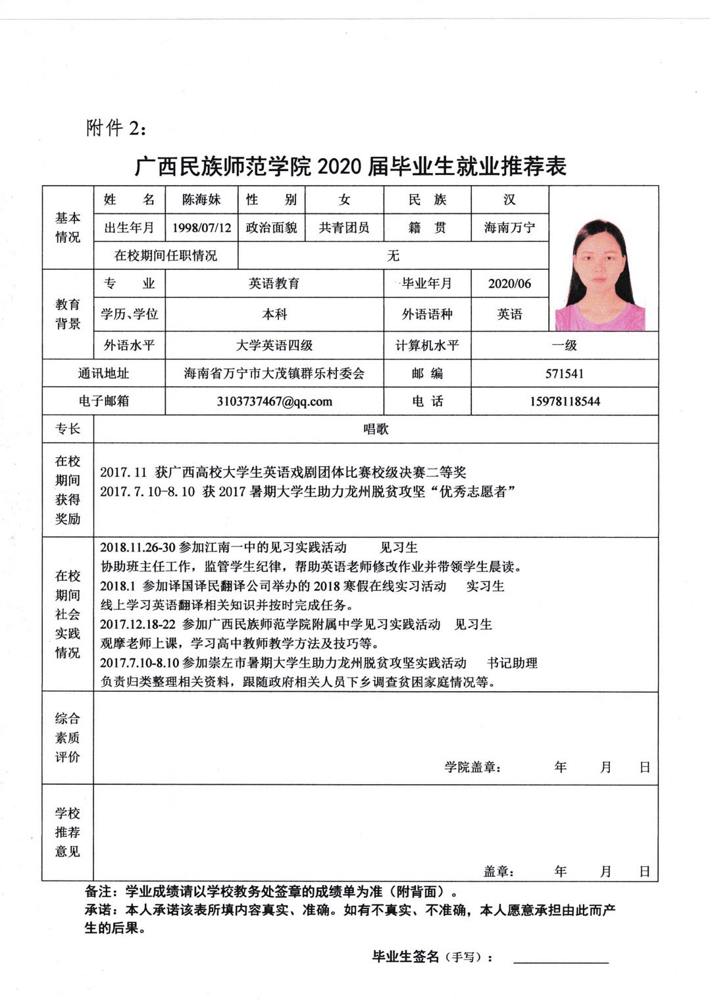 附件 2：
广西民族师范学院 2020 届毕业生就业推荐表
基本情况
姓 名 陈海妹 性 别 女 民 族 汉
出生年月 1998/07/12 政治面貌 共青团员 籍 贯 海南万宁
在校期间任职情况 无
教育背景
专 业 英语教育 毕业年月 2020/06
学历、学位 本科 外语语种 英语
外语水平 大学英语四级 计算机水平 一级
通讯地址 海南省万宁市大茂镇群乐村委会 邮 编 571541
电子邮箱 3103737467@qq.com 电 话 15978118544
专长 唱歌
在校
期间
获得
奖励
2017.11 获广西高校大学生英语戏剧团体比赛校级决赛二等奖
2017.7.10-8.10 获 2017 暑期大学生助力龙州脱贫攻坚“优秀志愿者”
在校
期间
社会
实践
情况
2018.11.26-30 参加江南一中的见习实践活动 见习生
协助班主任工作，监管学生纪律，帮助英语老师修改作业并带领学生晨读。
2018.1 参加译国译民翻译公司举办的 2018 寒假在线实习活动 实习生
线上学习英语翻译相关知识并按时完成任务。
2017.12.18-22 参加广西民族师范学院附属中学见习实践活动 见习生
观摩老师上课，学习高中教师教学方法及技巧等。
2017.7.10-8.10 参加崇左市暑期大学生助力龙州脱贫攻坚实践活动 书记助理
负责归类整理相关资料，跟随政府相关人员下乡调查贫困家庭情况等。
综合
素质
评价
学院盖章： 年 月 日
学校
推荐
意见
盖章： 年 月 日
备注：学业成绩请以学校教务处签章的成绩单为准（附背面）。
承诺：本人承诺该表所填内容真实、准确。如有不真实、不准确，本人愿意承担由此而产
生的后果。
毕业生签名（手写）：